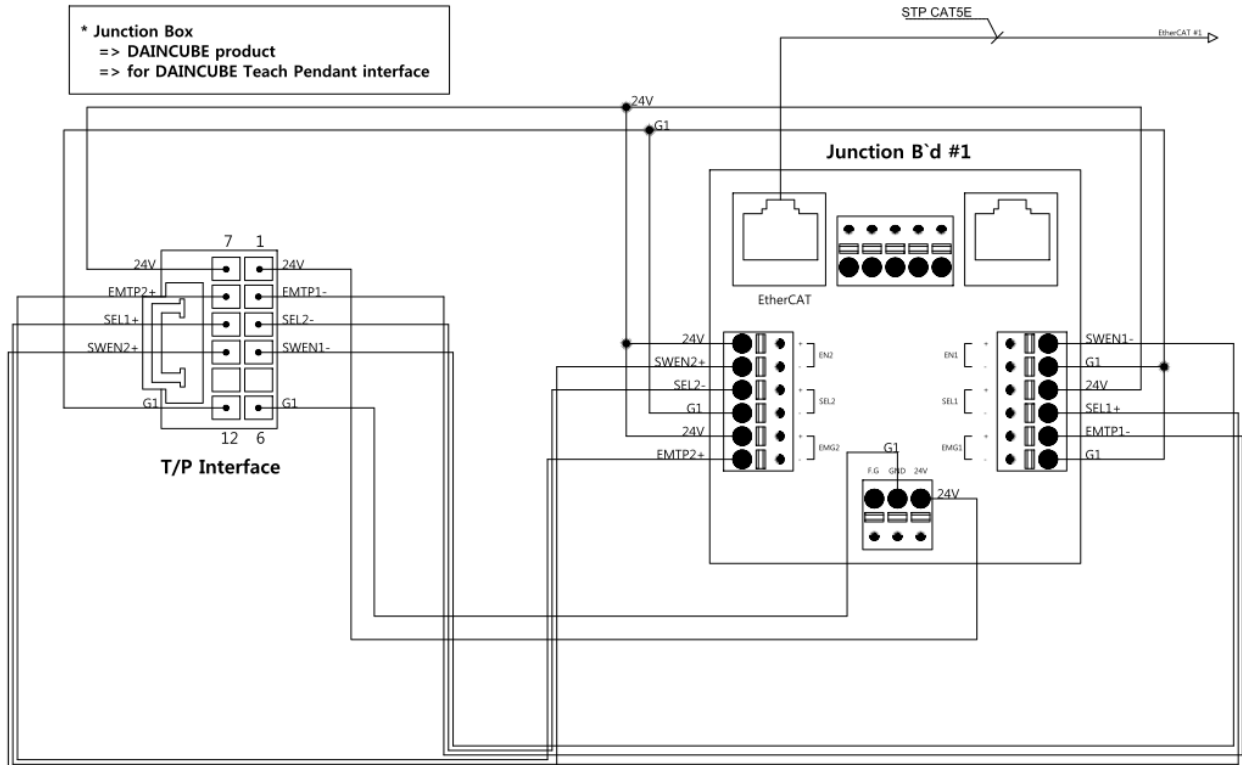 STP CAT5E
EtherCAT #1
* Junction Box
=> DAINCUBE product
=> for DAINCUBE Teach Pendant interface
24V
G1
Junction B`d #1
EtherCAT
7 1
24V 24V
EMTP2+ EMTP1-
SEL1+ SEL2-
SWEN2+ SWEN1-
G1 G1
12 6
T/P Interface
24V + EN2
SWEN2+ -
SEL2- + SEL2
G1 -
24V + EMG2
EMTP2+ -
EN1 + SWEN1-
- G1
SEL1 + 24V
- SEL1+
EMG1 + EMTP1-
- G1
G1
F.G GND 24V
24V